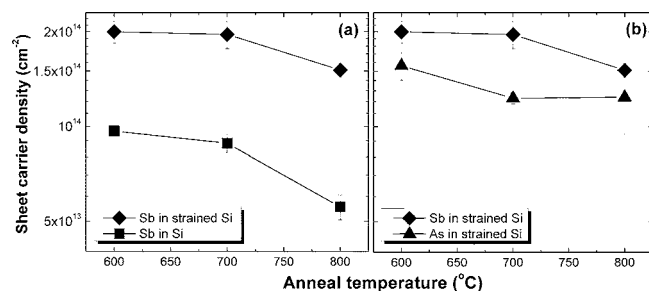 Sheet carrier density (cm-2)
2x10^14
1.5x10^14
10^14
5x10^13
(a)
Sb in strained Si
Sb in Si
600 650 700 750 800
(b)
Sb in strained Si
As in strained Si
600 650 700 750 800
Anneal temperature (°C)